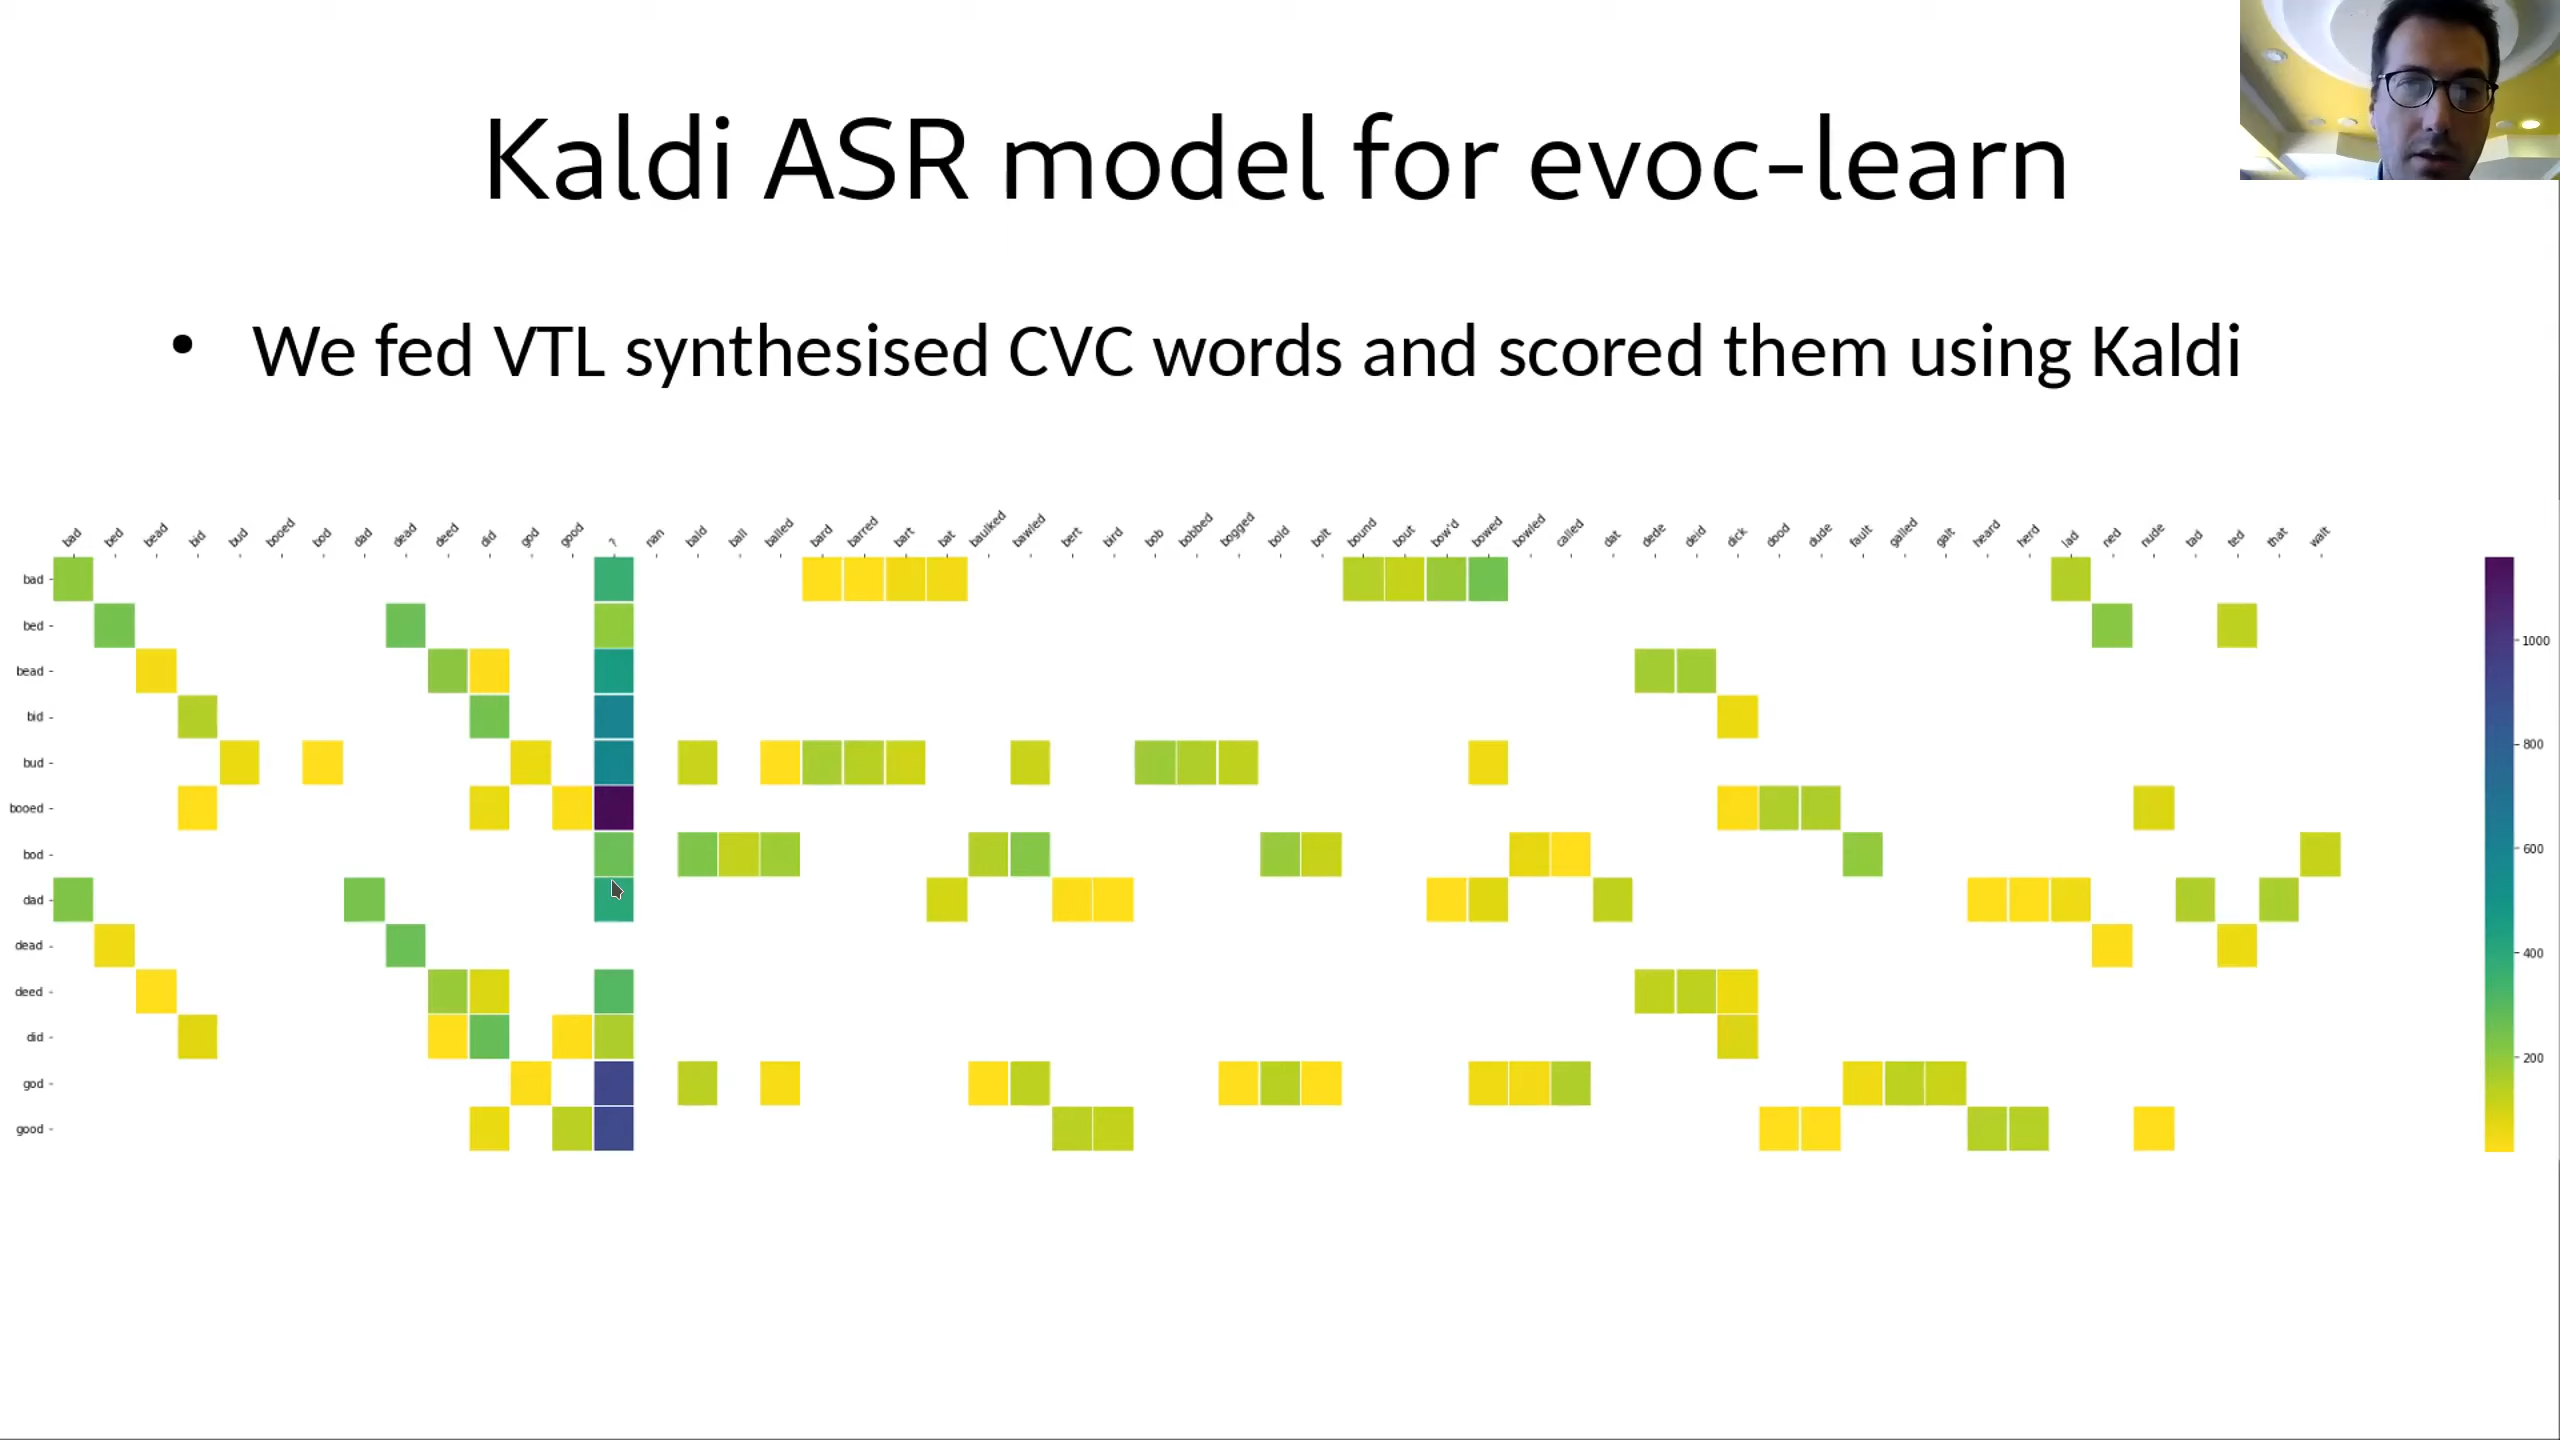 Kaldi ASR model for evoc-learn
• We fed VTL synthesised CVC words and scored them using Kaldi
bad bed bead bid bud booed bod dad dead deed did god good ? nan bald ball balled bard barred bart bat baulked bawled bert bird bob bobbed bogged bold bolt bound bout bow'd bowed bowled called dat dede deid dick dood dude fault galled galt heard herd lad ned nude tad ted that walt
bad
bed
bead
bid
bud
booed
bod
dad
dead
deed
did
god
good
1000
800
600
400
200